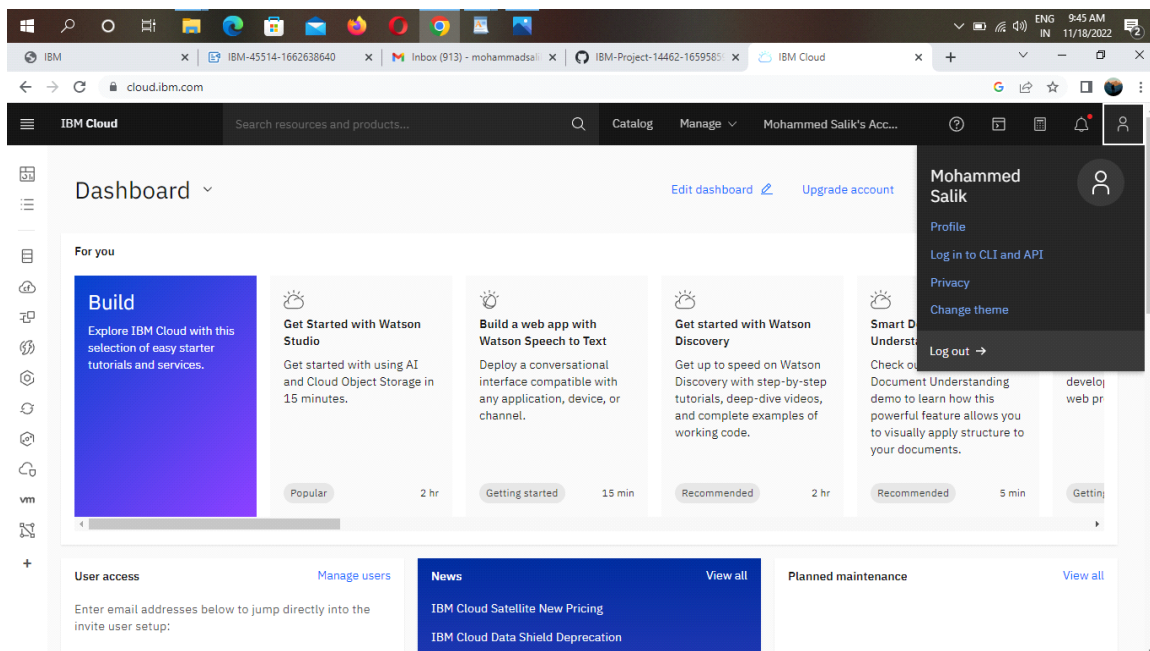 ENG 9:45 AM
IN 11/18/2022
2
IBM
IBM-45514-1662638640
Inbox (913) - mohammadsali
IBM-Project-14462-1659585
IBM Cloud
cloud.ibm.com
IBM Cloud
Search resources and products...
Catalog
Manage
Mohammed Salik's Acc...
Dashboard
Edit dashboard
Upgrade account
Mohammed
Salik
Profile
Log in to CLI and API
Privacy
Change theme
Log out →
For you
Build
Explore IBM Cloud with this
selection of easy starter
tutorials and services.
Get Started with Watson
Studio
Get started with using AI
and Cloud Object Storage in
15 minutes.
Popular 2 hr
Build a web app with
Watson Speech to Text
Deploy a conversational
interface compatible with
any application, device, or
channel.
Getting started 15 min
Get started with Watson
Discovery
Get up to speed on Watson
Discovery with step-by-step
tutorials, deep-dive videos,
and complete examples of
working code.
Recommended 2 hr
Smart D
Underst
Check ou
Document Understanding
demo to learn how this
powerful feature allows you
to visually apply structure to
your documents.
Recommended 5 min
develop
web pr
Getting
vm
User access
Manage users
Enter email addresses below to jump directly into the
invite user setup:
News
View all
IBM Cloud Satellite New Pricing
IBM Cloud Data Shield Deprecation
Planned maintenance
View all